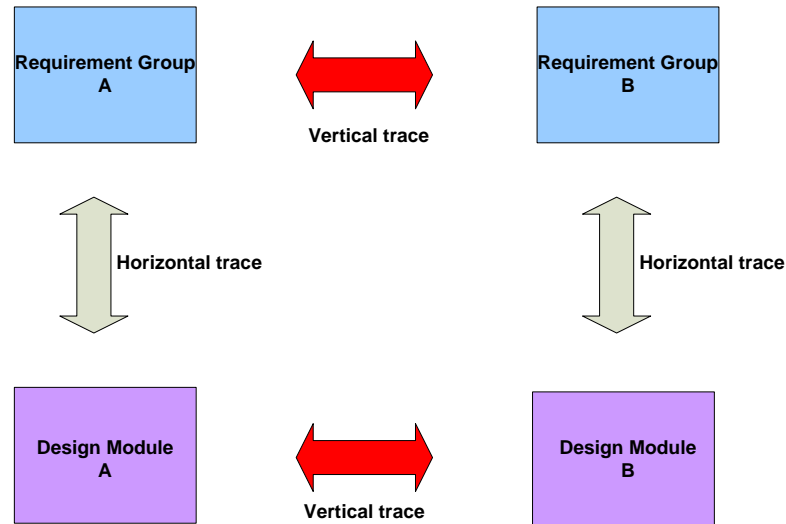 Requirement Group
A
Requirement Group
B
Vertical trace
Horizontal trace
Horizontal trace
Design Module
A
Design Module
B
Vertical trace